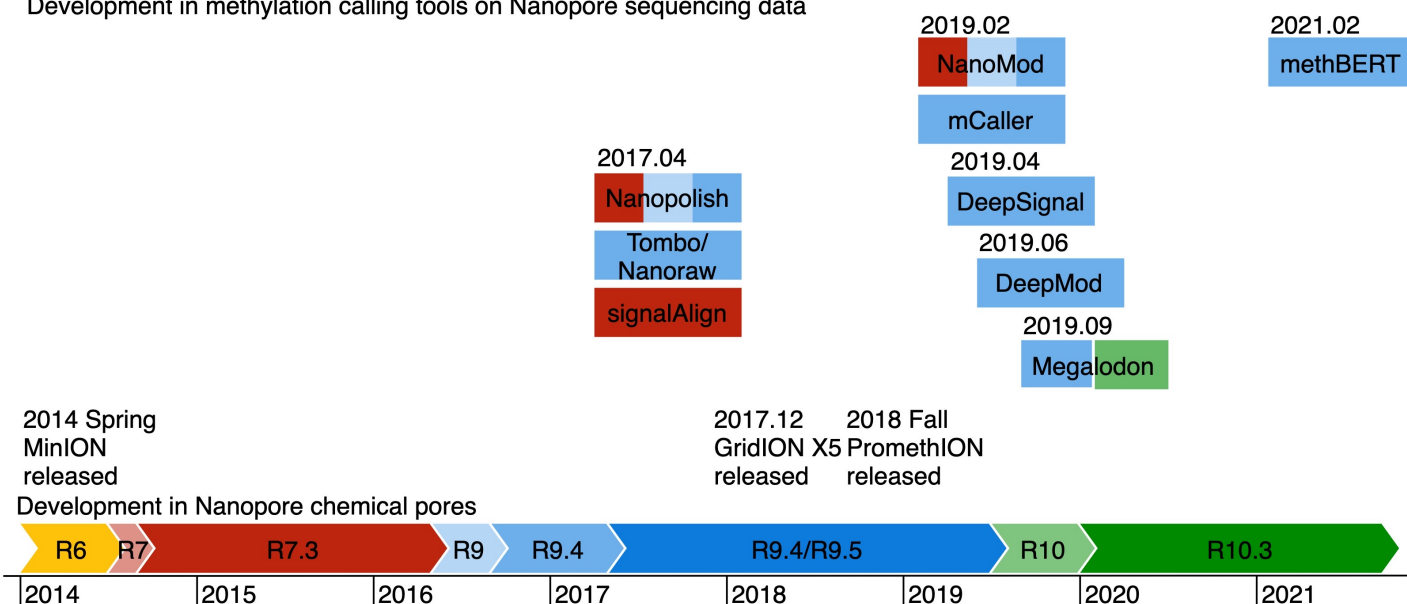 Development in methylation calling tools on Nanopore sequencing data
2019.02
2021.02
NanoMod
methBERT
mCaller
2017.04
2019.04
Nanopolish
DeepSignal
Tombo/
Nanoraw
2019.06
DeepMod
signalAlign
2019.09
Megalodon
2014 Spring
MinION
released
2017.12
GridION X5
released
2018 Fall
PromethION
released
Development in Nanopore chemical pores
R6
R7
R7.3
R9
R9.4
R9.4/R9.5
R10
R10.3
2014
2015
2016
2017
2018
2019
2020
2021